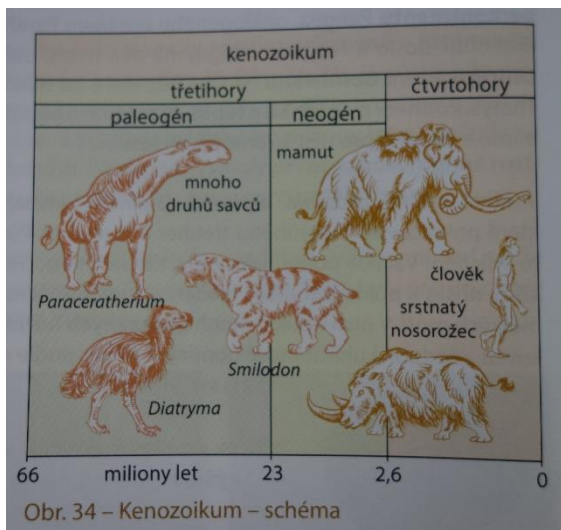 kenozoikum
třetihory
čtvrtohory
paleogén
neogén
mamut
mnoho
druhů savců
člověk
Paraceratherium
srstnatý
nosorožec
Smilodon
Diatryma
66
miliony let
23
2,6
0
Obr. 34 – Kenozoikum – schéma